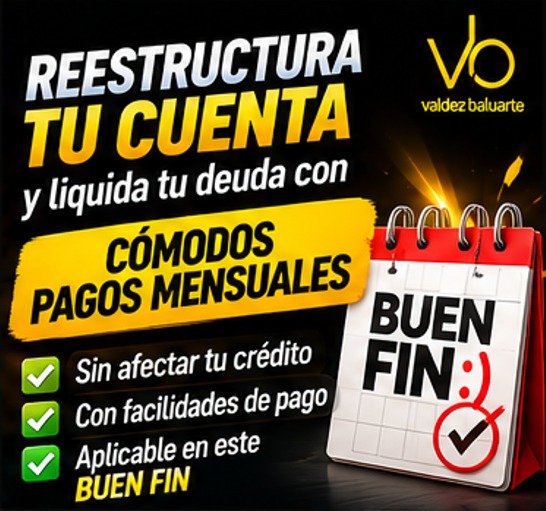 REESTRUCTURA
TU CUENTA
y liquida tu deuda con
CÓMODOS
PAGOS MENSUALES
Sin afectar tu crédito
Con facilidades de pago
Aplicable en este
BUEN FIN
vb
valdez baluarte
BUEN
FIN:)